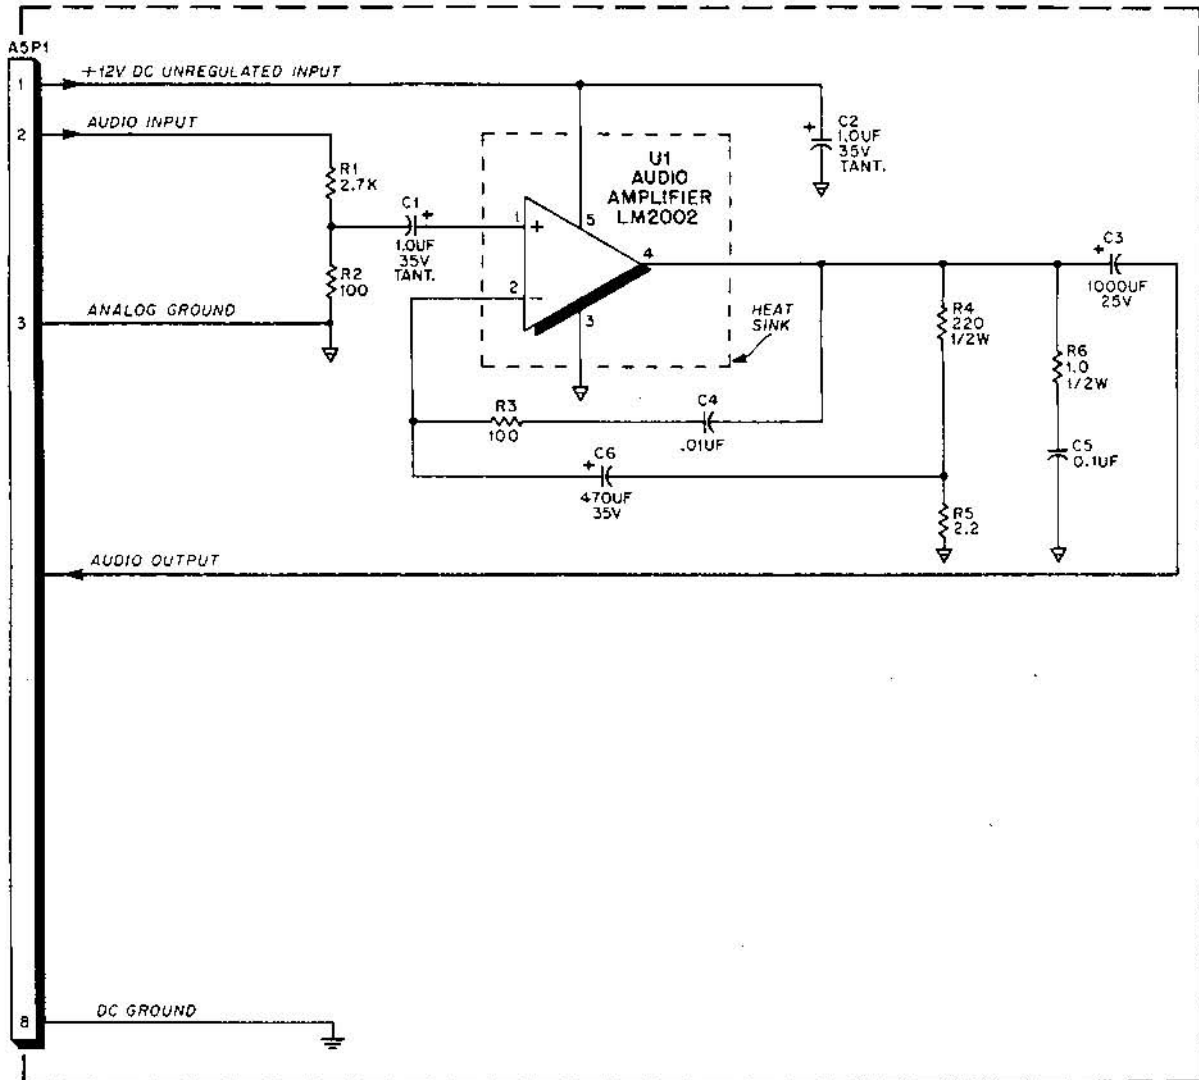 A5P1
1
+12V DC UNREGULATED INPUT
2
AUDIO INPUT
R1
2.7K
C1
+
1.0UF
35V
TANT.
R2
100
3
ANALOG GROUND
U1
AUDIO
AMPLIFIER
LM2002
1
+
5
4
2
−
3
HEAT
SINK
+
C2
1.0UF
35V
TANT.
+
C3
1000UF
25V
R4
220
1/2W
R6
1.0
1/2W
R3
100
C4
.01UF
+
C6
470UF
35V
C5
0.1UF
R5
2.2
AUDIO OUTPUT
8
DC GROUND